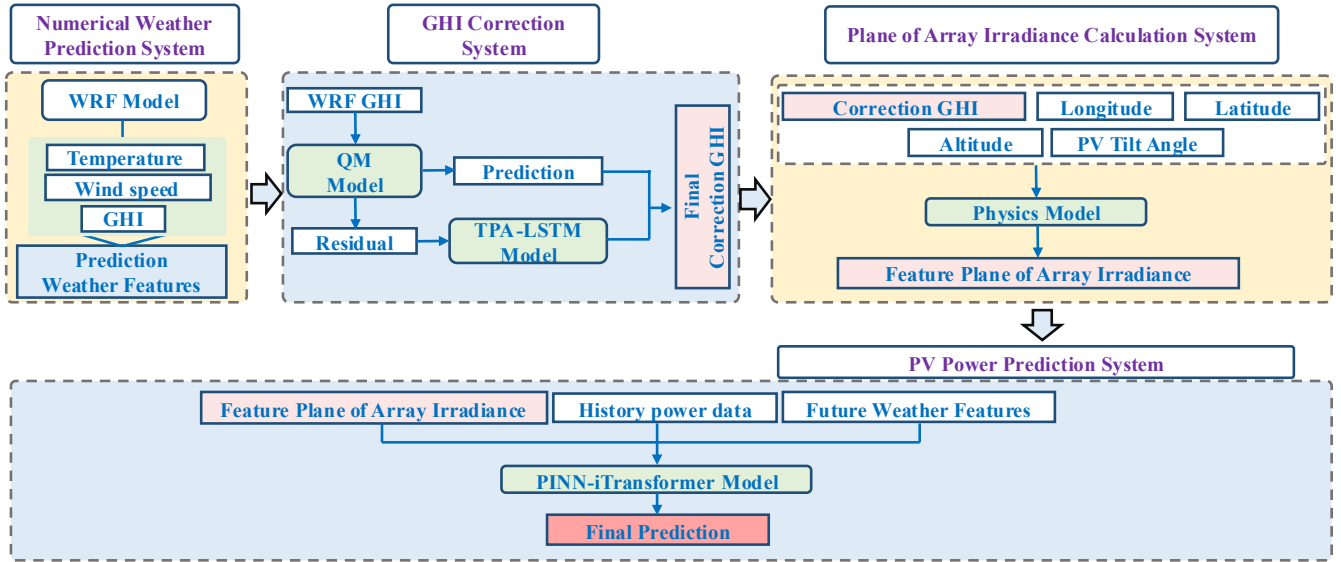 Numerical Weather
Prediction System
WRF Model
Temperature
Wind speed
GHI
Prediction
Weather Features
GHI Correction
System
WRF GHI
QM
Model
Prediction
Residual
TPA-LSTM
Model
Final
Correction GHI
Plane of Array Irradiance Calculation System
Correction GHI
Longitude
Latitude
Altitude
PV Tilt Angle
Physics Model
Feature Plane of Array Irradiance
PV Power Prediction System
Feature Plane of Array Irradiance
History power data
Future Weather Features
PINN-iTransformer Model
Final Prediction